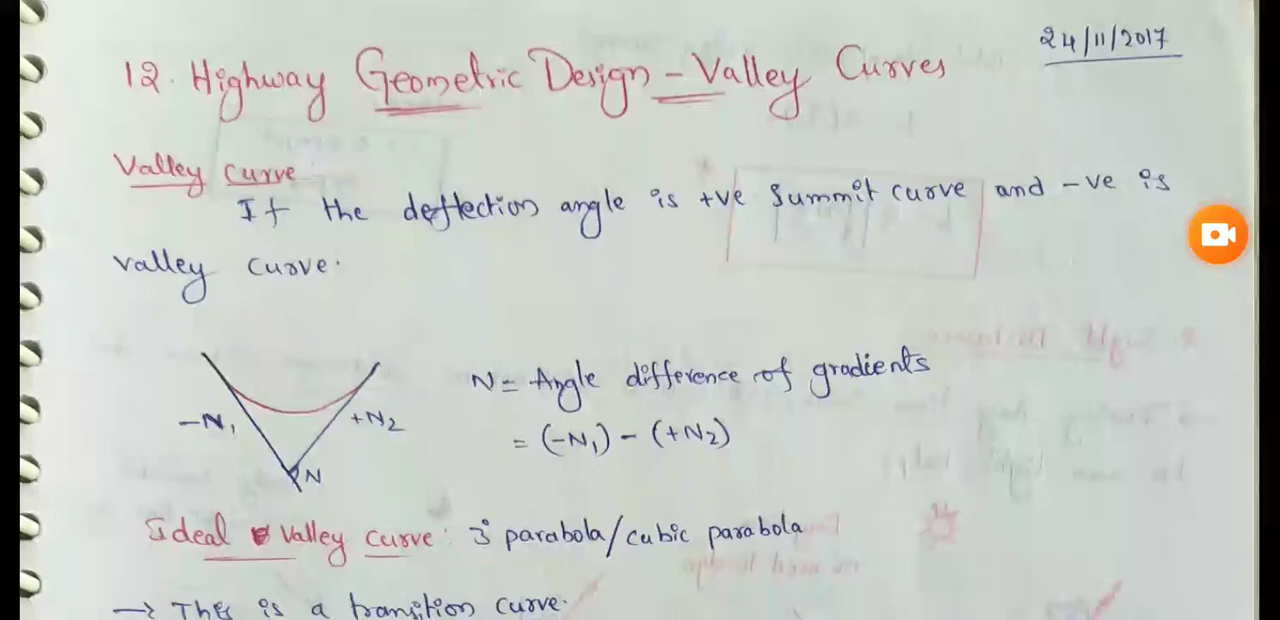 24/11/2017
12. Highway Geometric Design - Valley Curves
Valley curve
If the deflection angle is +ve Summit curve and -ve is
valley curve.
N = Angle difference of gradients
-N₁
+N₂
= (-N₁) - (+N₂)
N
Ideal Valley curve : 3° parabola/cubic parabola
→ This is a transition curve.